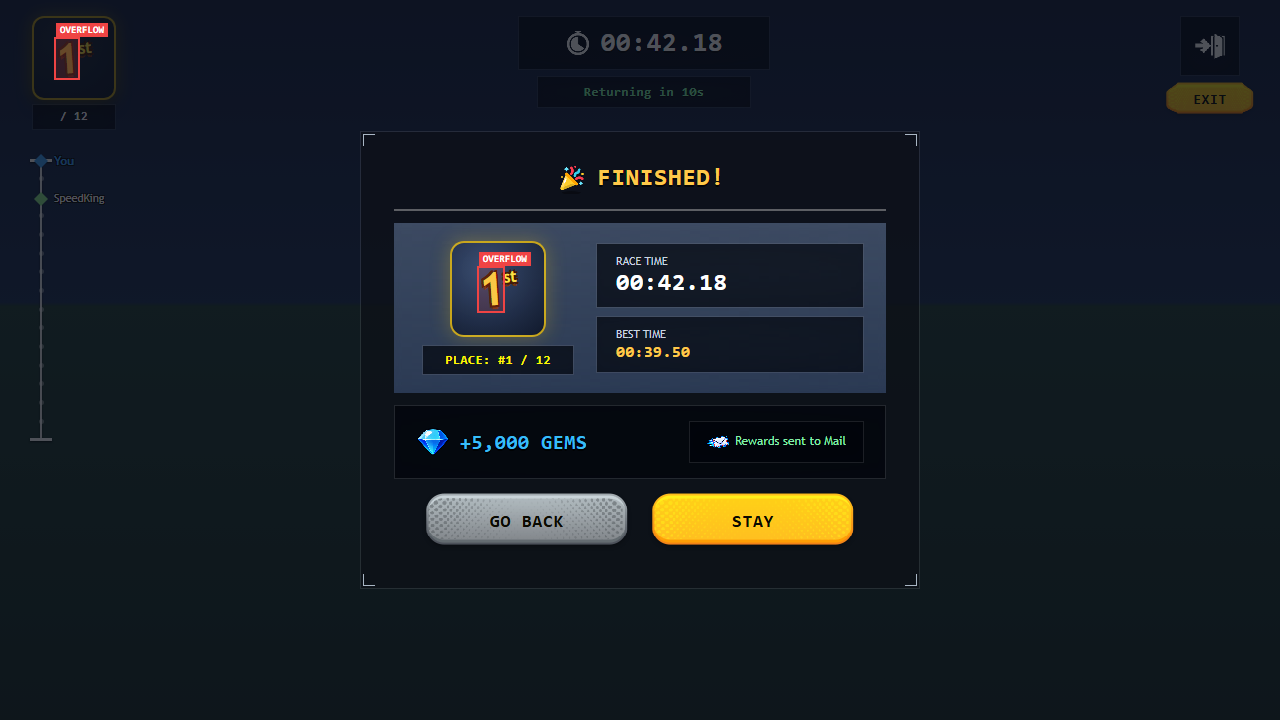 OVERFLOW
1st
/ 12
00:42.18
Returning in 10s
EXIT
You
SpeedKing
FINISHED!
OVERFLOW
1st
PLACE: #1 / 12
RACE TIME
00:42.18
BEST TIME
00:39.50
+5,000 GEMS
Rewards sent to Mail
GO BACK
STAY